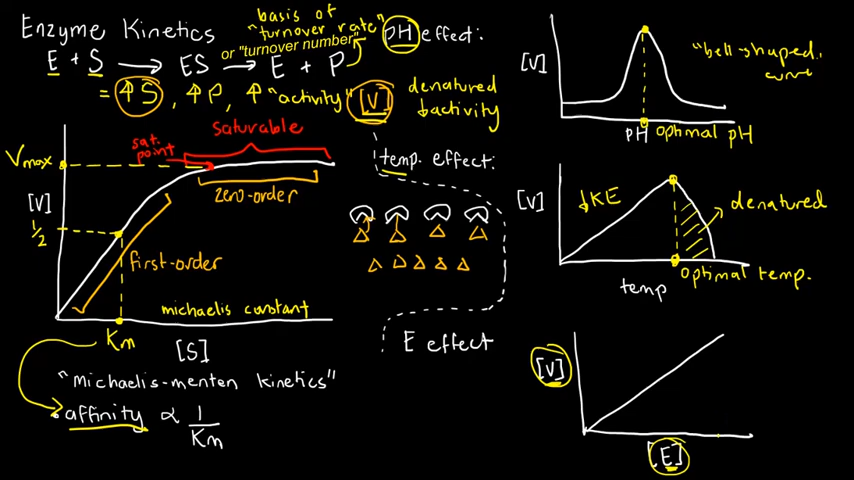 Enzyme Kinetics
E + S → ES → E + P
basis of
"turnover rate"
or "turnover number"
= ↑S, ↑P, ↑ "activity" [V]
pH effect:
denatured
↓activity
[V]
"bell-shaped
curve
pH optimal pH
Vmax
sat.
point
saturable
zero-order
[V]
1/2
first-order
michaelis constant
Km
[S]
"michaelis-menten kinetics"
affinity ∝ 1/Km
temp. effect:
[V]
↓KE
denatured
optimal temp.
temp
E effect
[V]
[E]